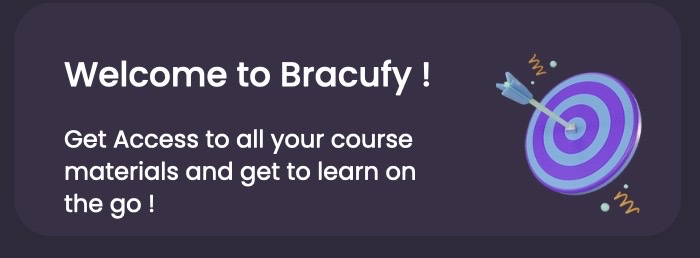 Welcome to Bracufy !
Get Access to all your course
materials and get to learn on
the go !